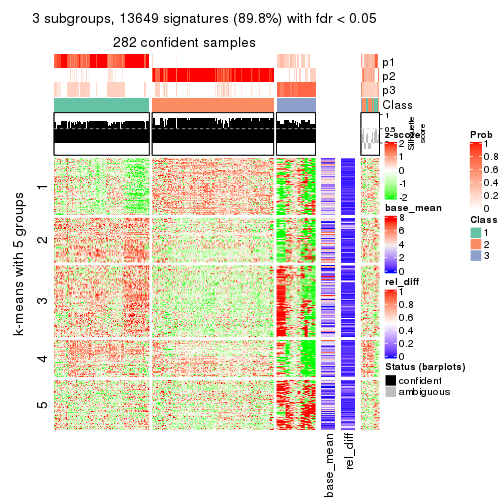 3 subgroups, 13649 signatures (89.8%) with fdr < 0.05
282 confident samples
p1
p2
p3
Class
1
0.5
0
Silhouette
score
k-means with 5 groups
1
2
3
4
5
base_mean
rel_diff
z-score
2
1
0
-1
-2
base_mean
8
6
4
2
0
rel_diff
1
0.8
0.6
0.4
0.2
0
Status (barplots)
confident
ambiguous
Prob
1
0.8
0.6
0.4
0.2
0
Class
1
2
3